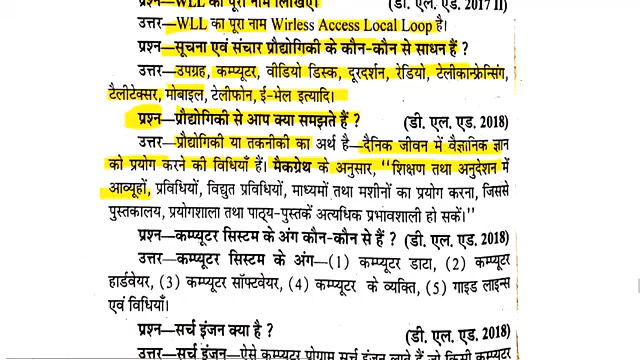 प्रश्न—WLL का पूरा नाम लिखिए। (डी. एल. एड. 2017 II)
उत्तर—WLL का पूरा नाम Wirless Access Local Loop है।
प्रश्न—सूचना एवं संचार प्रौद्योगिकी के कौन-कौन से साधन हैं ?
उत्तर—उपग्रह, कम्प्यूटर, वीडियो डिस्क, दूरदर्शन, रेडियो, टेलीकान्फ्रेन्सिंग,
टैलीटेक्सर, मोबाइल, टेलीफोन, ई-मेल इत्यादि।
प्रश्न—प्रौद्योगिकी से आप क्या समझते हैं ? (डी. एल. एड. 2018)
उत्तर—प्रौद्योगिकी या तकनीकी का अर्थ है—दैनिक जीवन में वैज्ञानिक ज्ञान
को प्रयोग करने की विधियाँ हैं। मैकग्रेथ के अनुसार, "शिक्षण तथा अनुदेशन में
आव्यूहों, प्रविधियों, विद्युत प्रविधियों, माध्यमों तथा मशीनों का प्रयोग करना, जिससे
पुस्तकालय, प्रयोगशाला तथा पाठ्य-पुस्तकें अत्यधिक प्रभावशाली हो सकें।"
प्रश्न—कम्प्यूटर सिस्टम के अंग कौन-कौन से हैं ? (डी. एल. एड. 2018)
उत्तर—कम्प्यूटर सिस्टम के अंग—(1) कम्प्यूटर डाटा, (2) कम्प्यूटर
हार्डवेयर, (3) कम्प्यूटर सॉफ्टवेयर, (4) कम्प्यूटर के व्यक्ति, (5) गाइड लाइन्स
एवं विधियाँ।
प्रश्न—सर्च इंजन क्या है ? (डी. एल. एड. 2018)
उत्तर—सर्च इंजन—ऐसे कम्प्यूटर प्रोग्राम सर्च इंजन लाते हैं जो किसी कम्प्यूटर